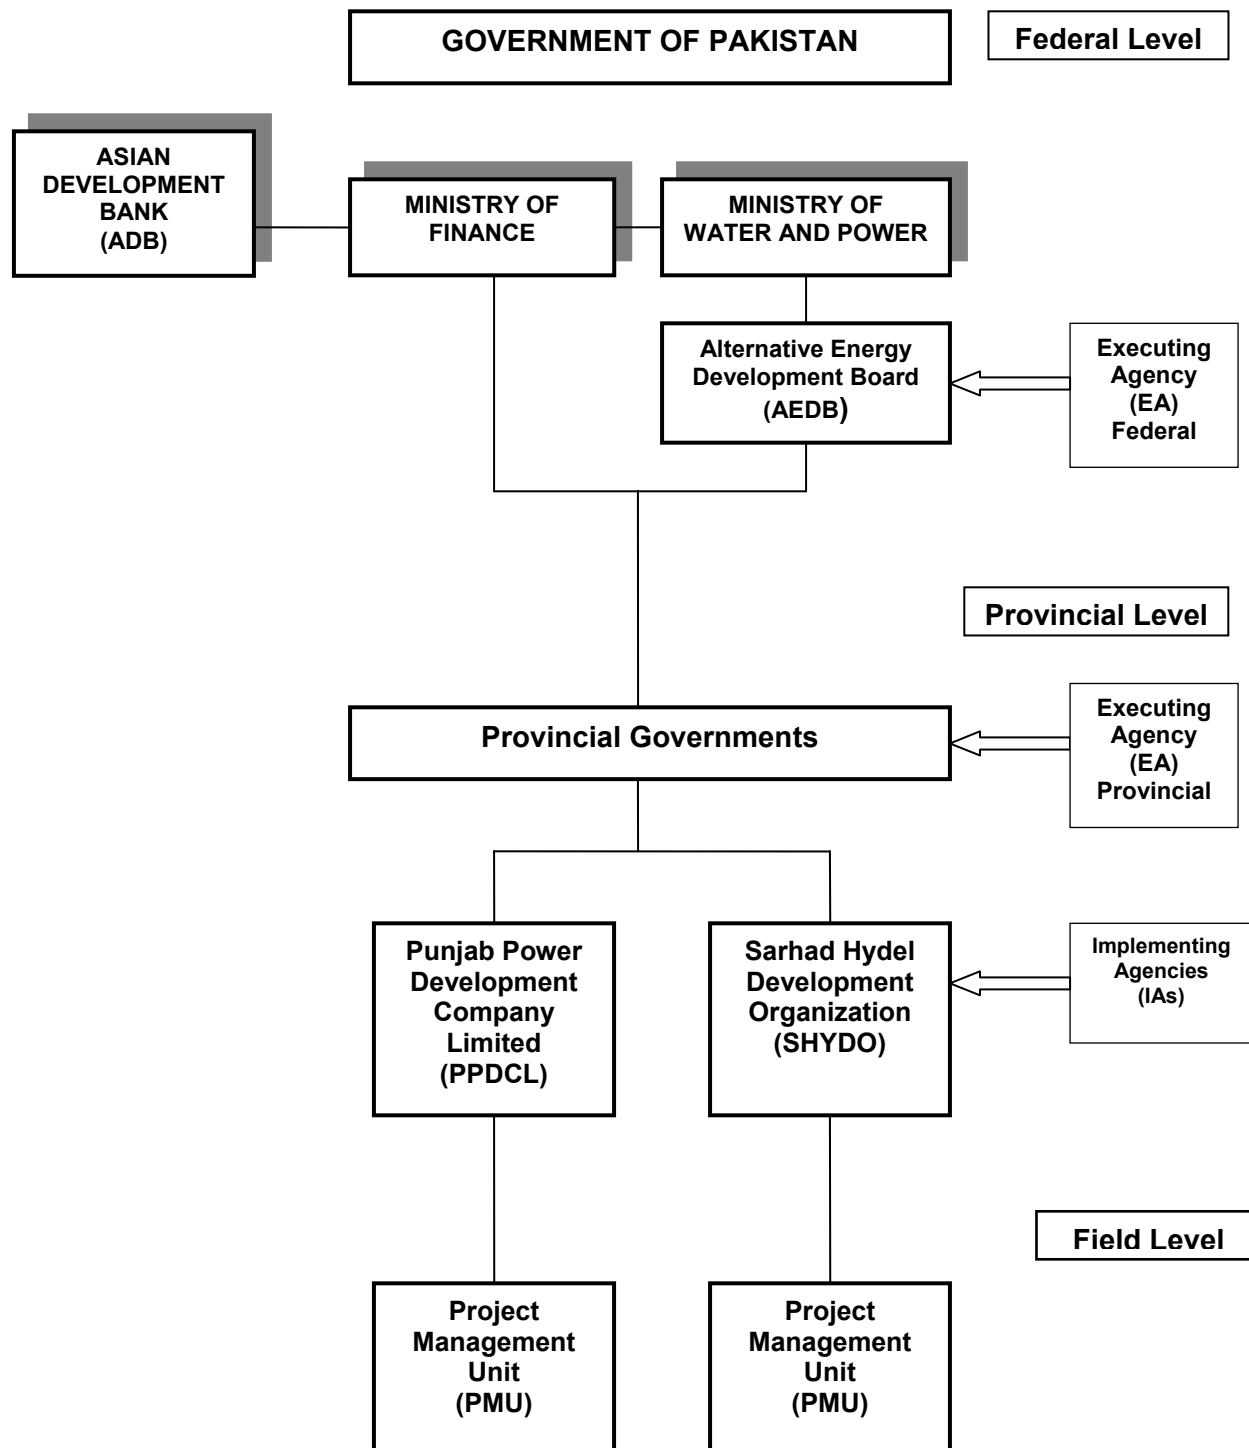 GOVERNMENT OF PAKISTAN
Federal Level
ASIAN
DEVELOPMENT
BANK
(ADB)
MINISTRY OF
FINANCE
MINISTRY OF
WATER AND POWER
Alternative Energy
Development Board
(AEDB)
Executing
Agency
(EA)
Federal
Provincial Level
Provincial Governments
Executing
Agency
(EA)
Provincial
Punjab Power
Development
Company
Limited
(PPDCL)
Sarhad Hydel
Development
Organization
(SHYDO)
Implementing
Agencies
(IAs)
Field Level
Project
Management
Unit
(PMU)
Project
Management
Unit
(PMU)